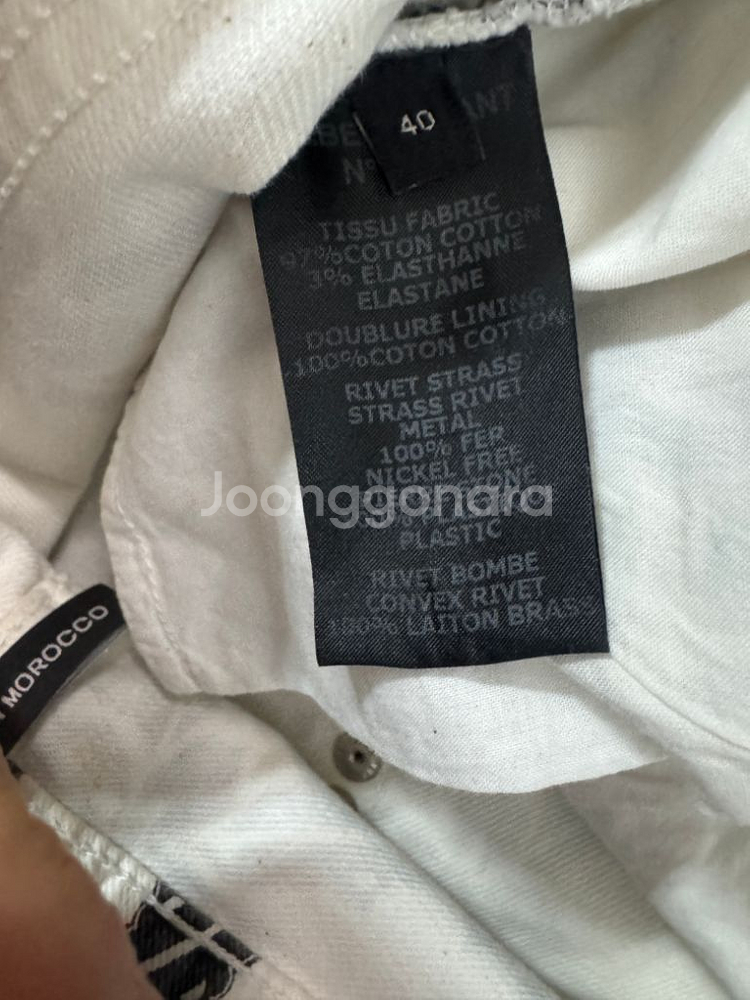 40
N°
TISSU FABRIC
97%COTON COTTON
3% ELASTHANNE
ELASTANE
DOUBLURE LINING
100%COTON COTTON
RIVET STRASS
STRASS RIVET
METAL
100% FER
NICKEL FREE
PLASTIC
RIVET BOMBE
CONVEX RIVET
100% LAITON BRASS
Joonggonara
MOROCCO